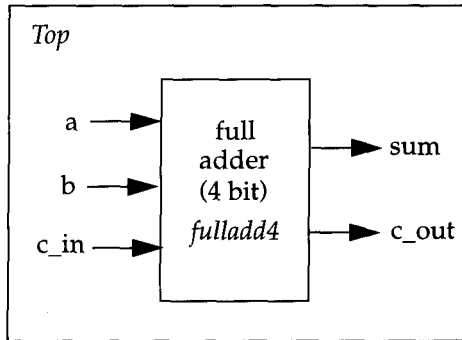 Top
a
b
c_in
full
adder
(4 bit)
fulladd4
sum
c_out